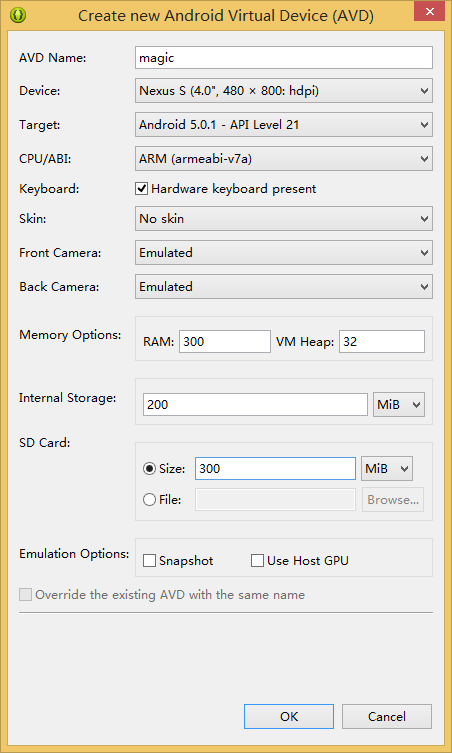 Create new Android Virtual Device (AVD)
AVD Name: magic
Device: Nexus S (4.0", 480 × 800: hdpi)
Target: Android 5.0.1 - API Level 21
CPU/ABI: ARM (armeabi-v7a)
Keyboard: Hardware keyboard present
Skin: No skin
Front Camera: Emulated
Back Camera: Emulated
Memory Options: RAM: 300 VM Heap: 32
Internal Storage: 200 MiB
SD Card:
Size: 300 MiB
File: Browse...
Emulation Options: Snapshot Use Host GPU
Override the existing AVD with the same name
OK Cancel